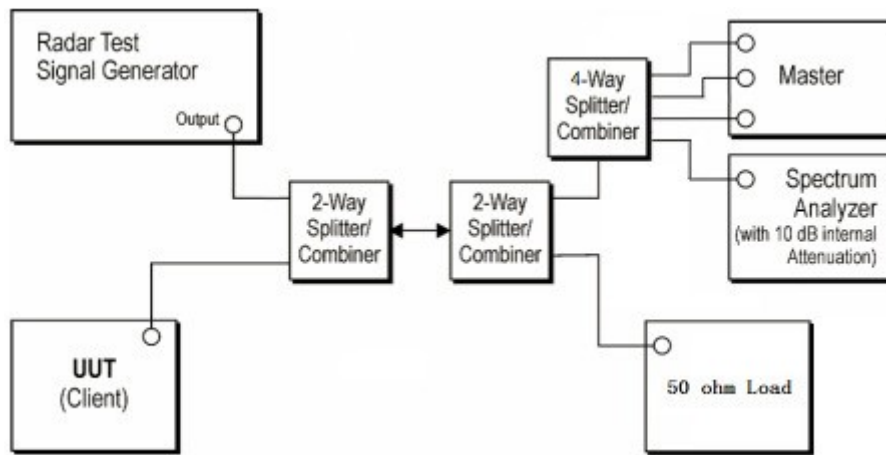 Radar Test
Signal Generator
Output
4-Way
Splitter/
Combiner
Master
2-Way
Splitter/
Combiner
2-Way
Splitter/
Combiner
Spectrum
Analyzer
(with 10 dB internal
Attenuation)
UUT
(Client)
50 ohm Load